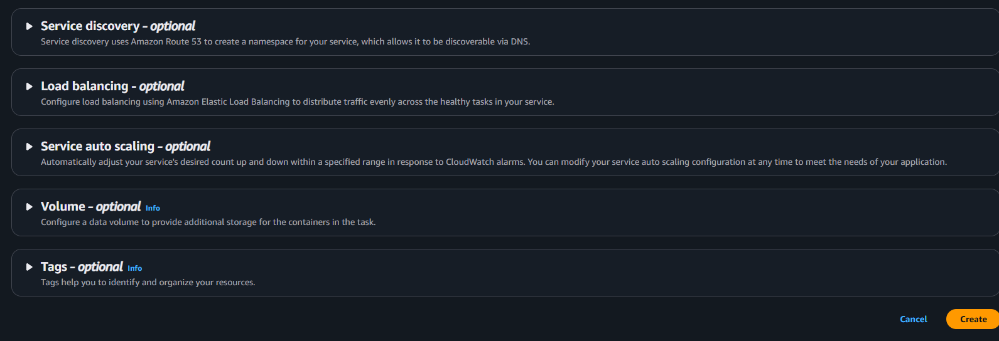 Service discovery - optional
Service discovery uses Amazon Route 53 to create a namespace for your service, which allows it to be discoverable via DNS.
Load balancing - optional
Configure load balancing using Amazon Elastic Load Balancing to distribute traffic evenly across the healthy tasks in your service.
Service auto scaling - optional
Automatically adjust your service's desired count up and down within a specified range in response to CloudWatch alarms. You can modify your service auto scaling configuration at any time to meet the needs of your application.
Volume - optional Info
Configure a data volume to provide additional storage for the containers in the task.
Tags - optional Info
Tags help you to identify and organize your resources.
Cancel Create